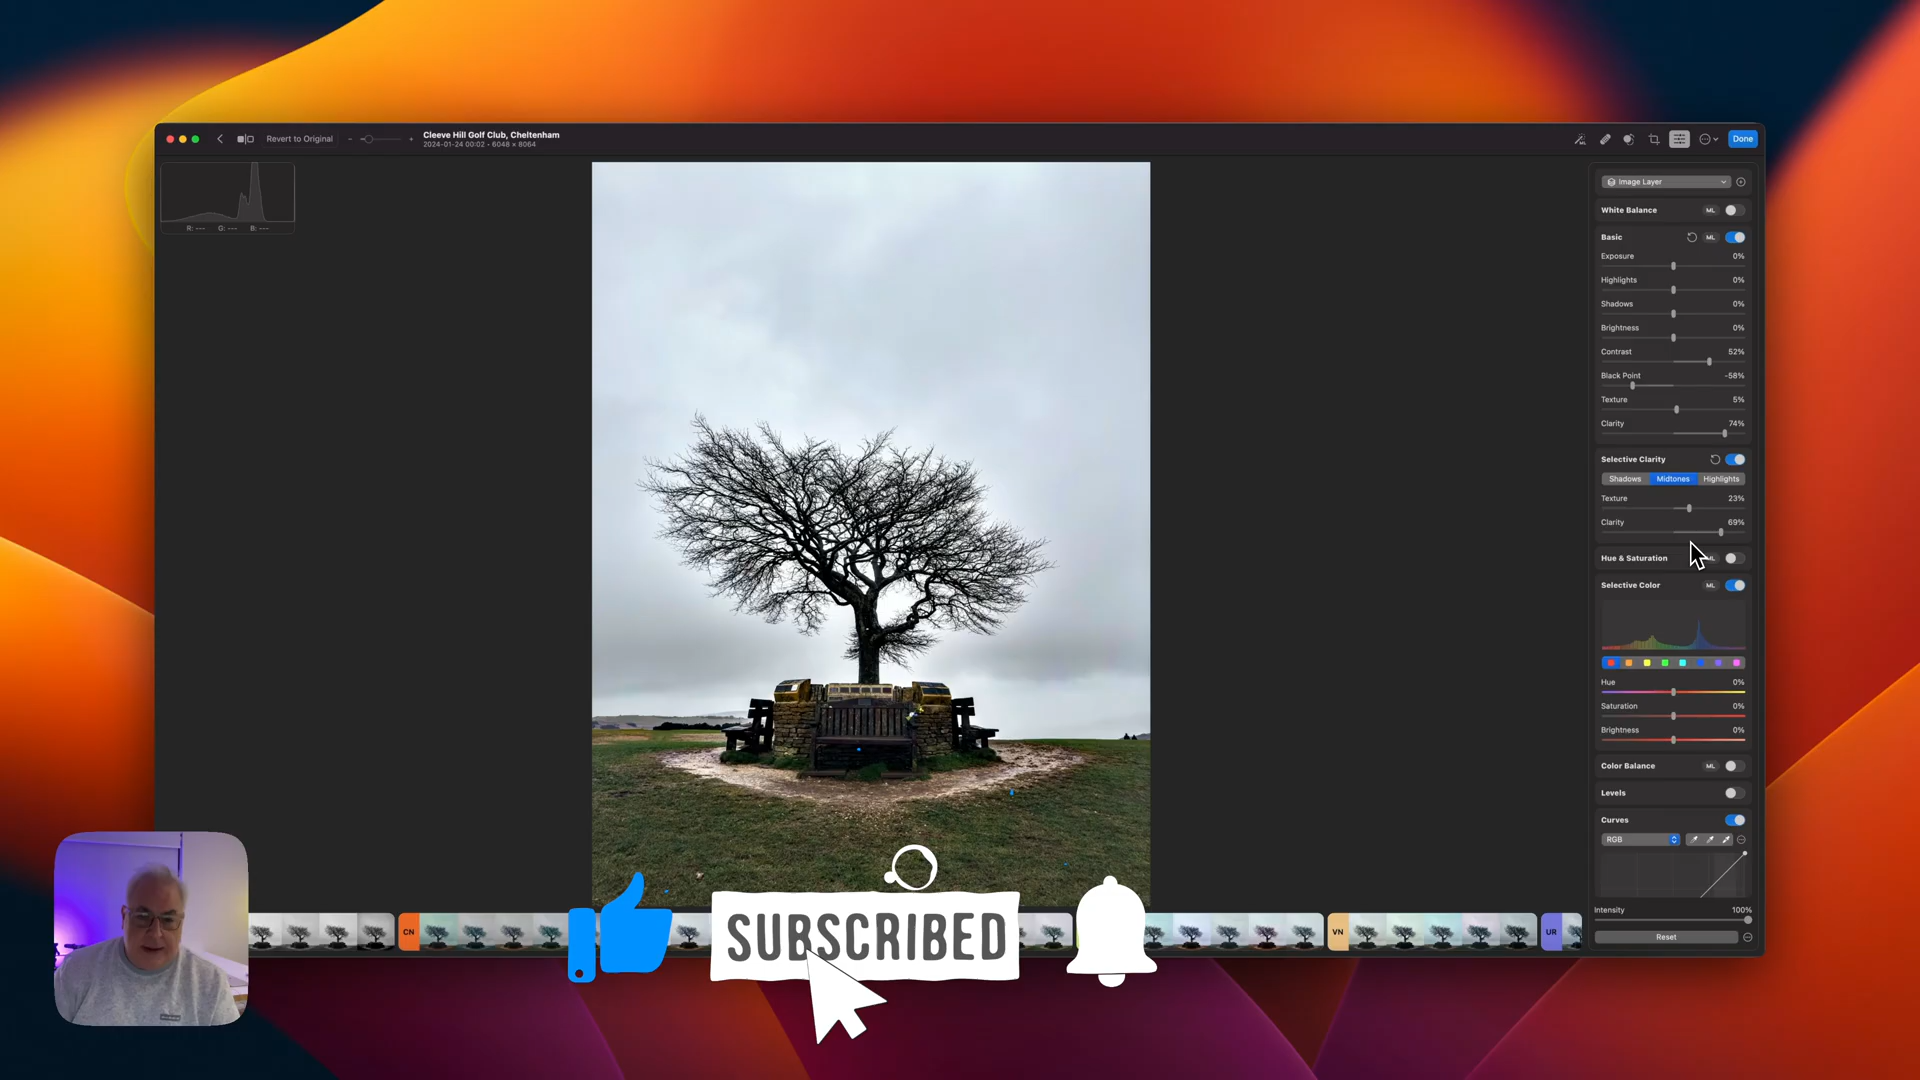 Revert to Original
Cleeve Hill Golf Club, Cheltenham
2024-01-24 00:02 • 6048 × 8064
Done
R: --- G: --- B: ---
Image Layer
White Balance ML
Basic ML
Exposure 0%
Highlights 0%
Shadows 0%
Brightness 0%
Contrast 52%
Black Point -58%
Texture 5%
Clarity 74%
Selective Clarity
Shadows Midtones Highlights
Texture 23%
Clarity 69%
Hue & Saturation
Selective Color ML
Hue 0%
Saturation 0%
Brightness 0%
Color Balance ML
Levels
Curves
RGB
Intensity 100%
Reset
CN
VN
UR
SUBSCRIBED